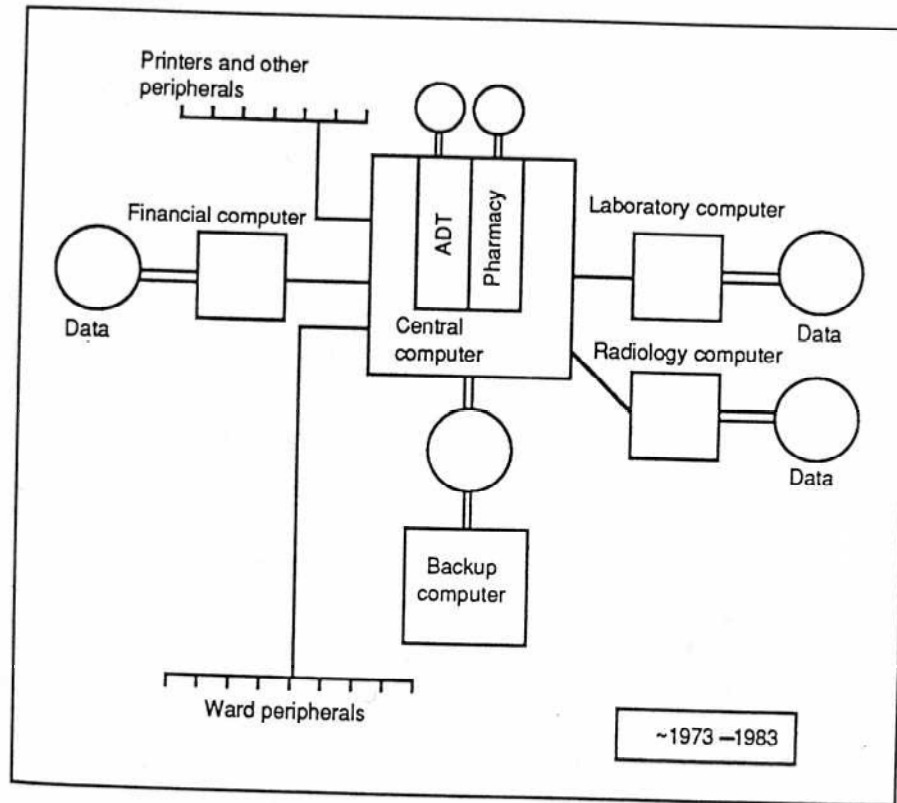 Printers and other
peripherals
Financial computer
Data
ADT
Pharmacy
Central
computer
Laboratory computer
Data
Radiology computer
Data
Backup
computer
Ward peripherals
~1973 –1983